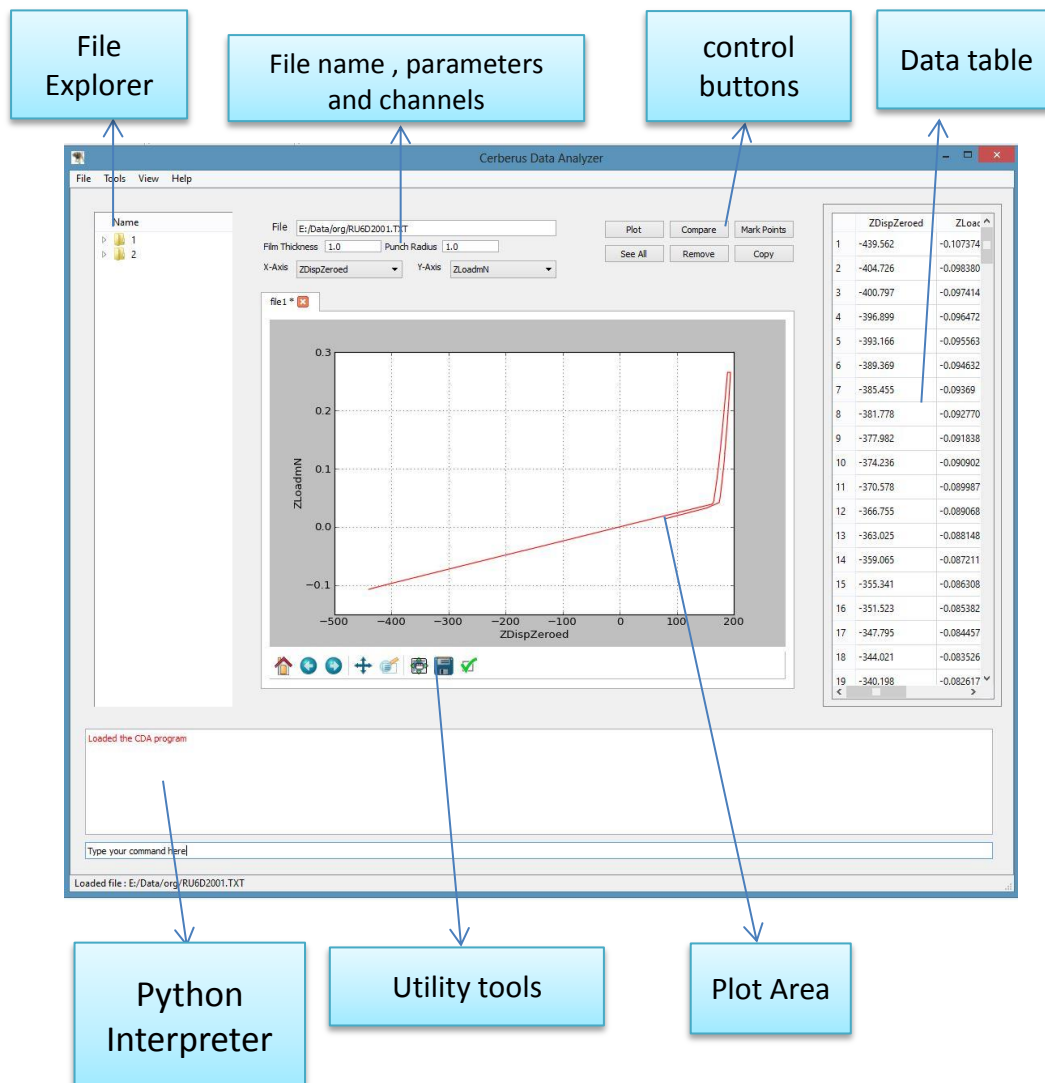 File
Explorer
File name , parameters
and channels
control
buttons
Data table
Cerberus Data Analyzer
File Tools View Help
Name
1
2
File E:/Data/org/RU6D2001.TXT
Film Thickness 1.0 Punch Radius 1.0
X-Axis ZDispZeroed Y-Axis ZLoadmN
Plot Compare Mark Points
See All Remove Copy
file1 *
0.3
0.2
0.1
0.0
−0.1
ZLoadmN
−500 −400 −300 −200 −100 0 100 200
ZDispZeroed
ZDispZeroed ZLoac
1 -439.562 -0.107374
2 -404.726 -0.098380
3 -400.797 -0.097414
4 -396.899 -0.096472
5 -393.166 -0.095563
6 -389.369 -0.094632
7 -385.455 -0.09369
8 -381.778 -0.092770
9 -377.982 -0.091838
10 -374.236 -0.090902
11 -370.578 -0.089987
12 -366.755 -0.089068
13 -363.025 -0.088148
14 -359.065 -0.087211
15 -355.341 -0.086308
16 -351.523 -0.085382
17 -347.795 -0.084457
18 -344.021 -0.083526
19 -340.198 -0.082617
Loaded the CDA program
Type your command here
Loaded file : E:/Data/org/RU6D2001.TXT
Python
Interpreter
Utility tools
Plot Area